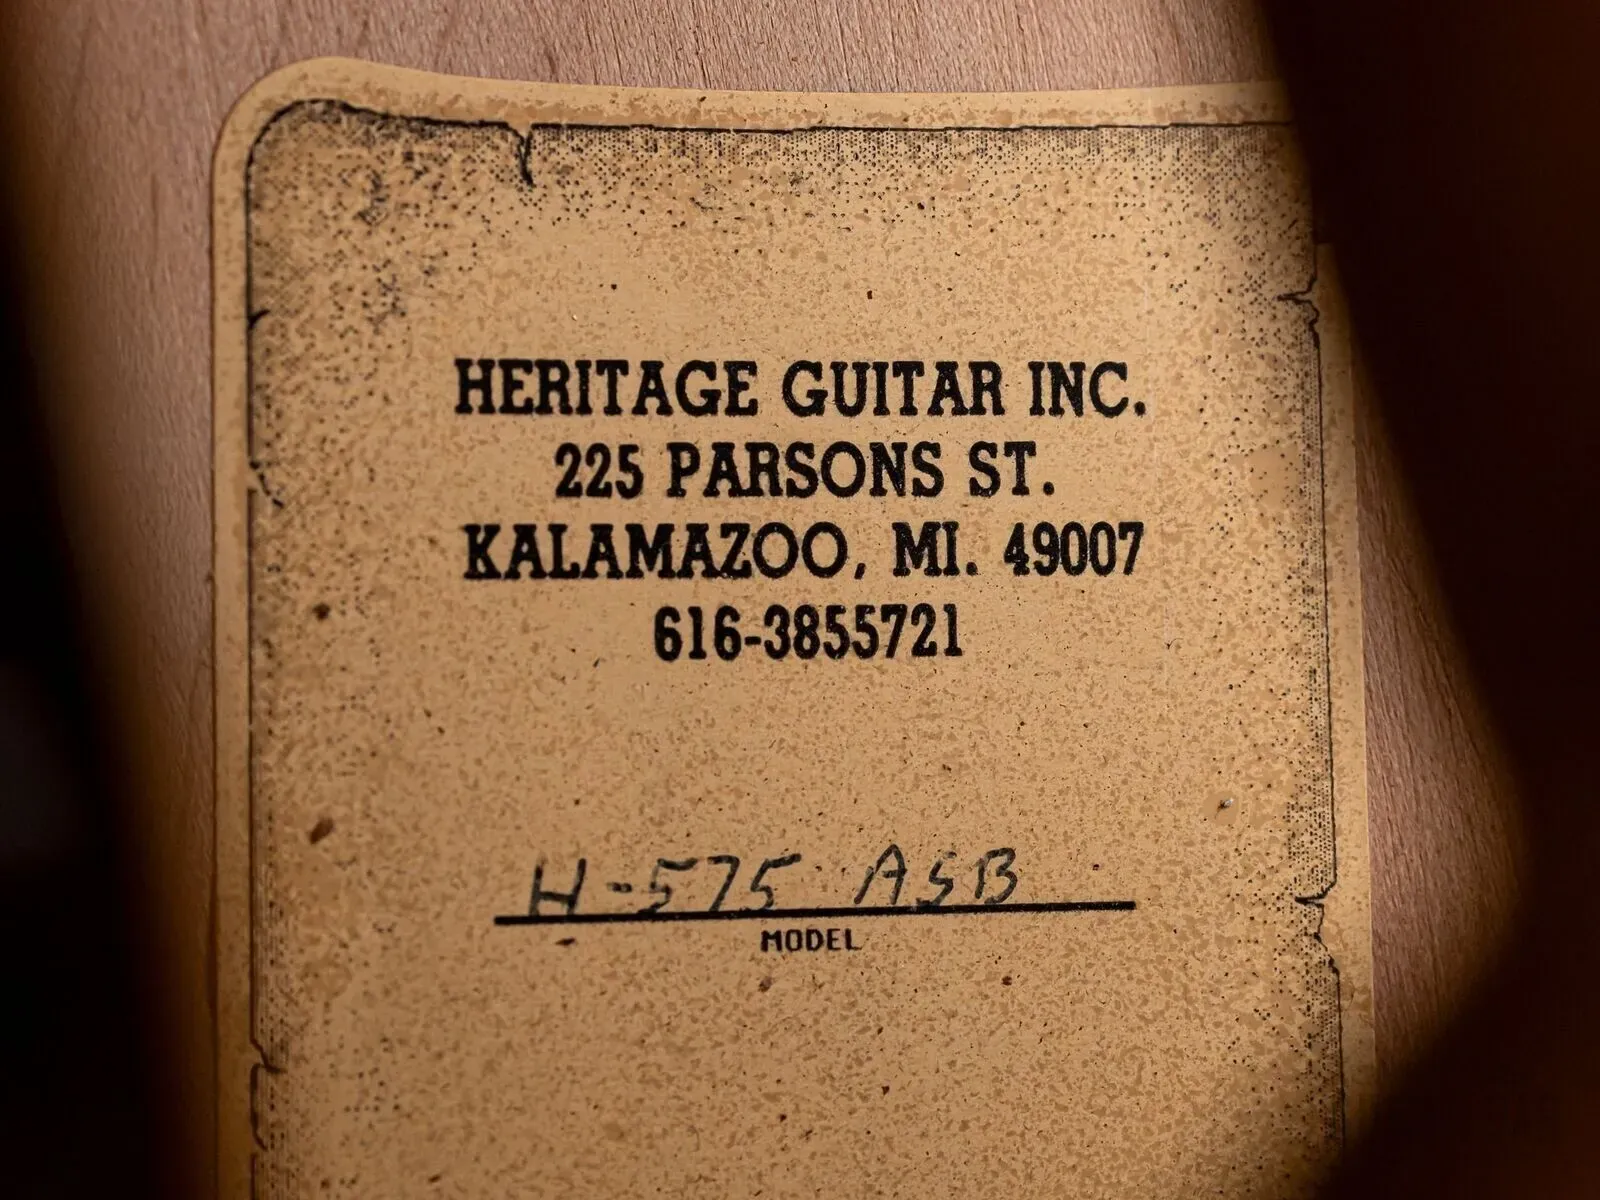 HERITAGE GUITAR INC.
225 PARSONS ST.
KALAMAZOO, MI. 49007
616-3855721
H-575 ASB
MODEL